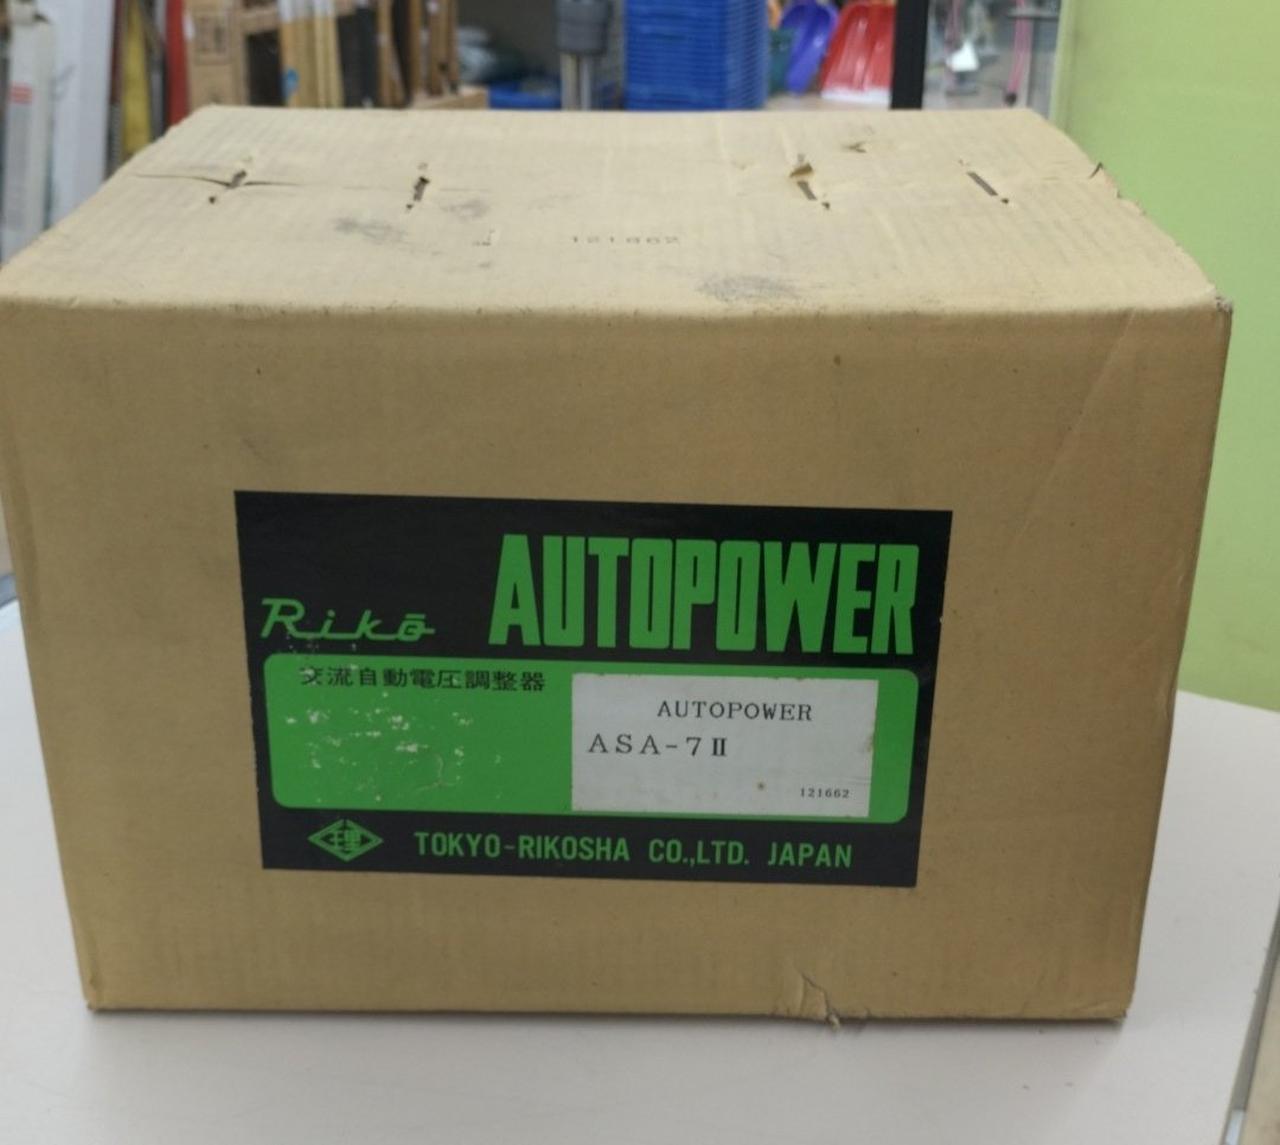 121662
AUTOPOWER
Rikō
交流自動電圧調整器
AUTOPOWER
ASA-7Ⅱ
121662
理
TOKYO-RIKOSHA CO.,LTD. JAPAN